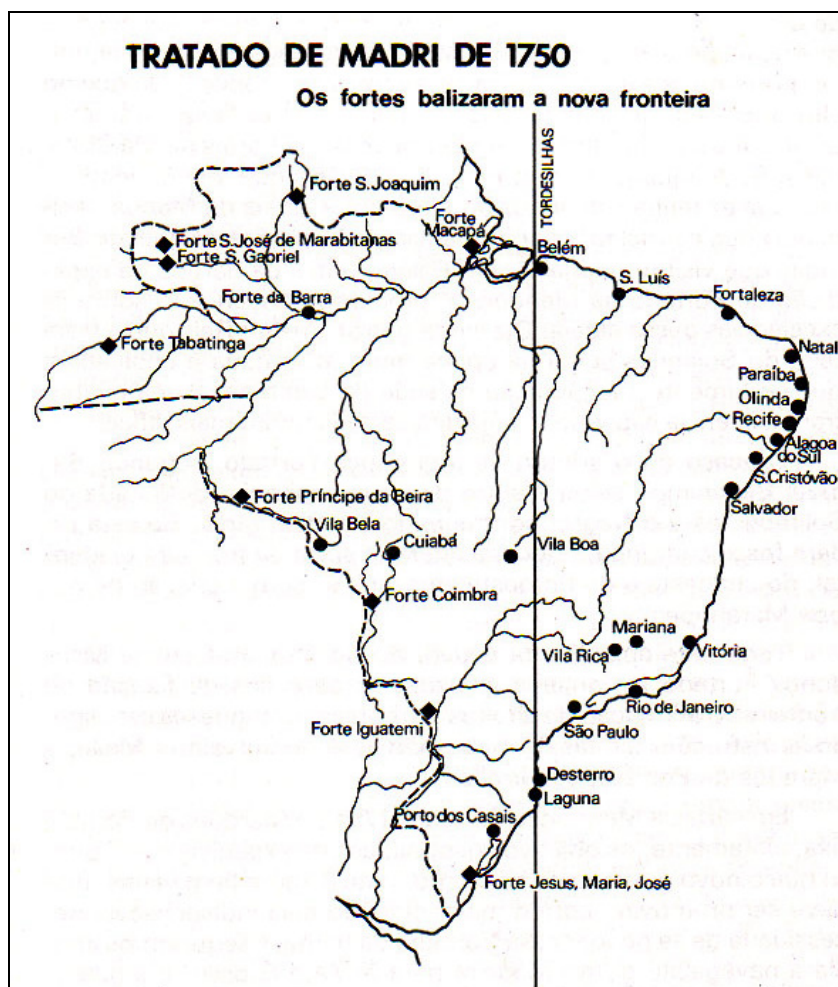 TRATADO DE MADRI DE 1750
Os fortes balizaram a nova fronteira
TORDESILHAS
Forte S. Joaquim
Forte
Macapá
Belém
Forte S. José de Marabitanas
Forte S. Gabriel
S. Luís
Forte da Barra
Fortaleza
Forte Tabatinga
Natal
Paraíba
Olinda
Recife
Alagoa
do Sul
S. Cristóvão
Salvador
Forte Príncipe da Beira
Vila Bela
Cuiabá
Vila Boa
Forte Coimbra
Mariana
Vila Rica
Vitória
Rio de Janeiro
São Paulo
Forte Iguatemi
Desterro
Laguna
Porto dos Casais
Forte Jesus, Maria, José